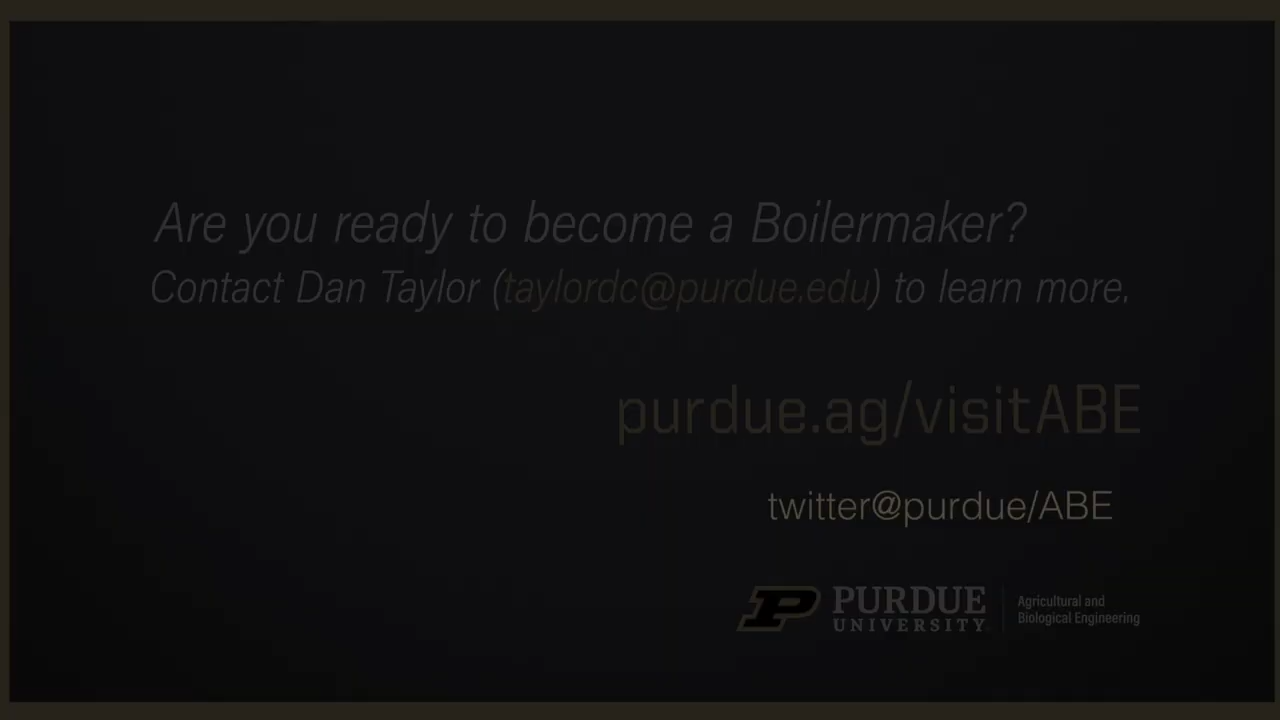 Are you ready to become a Boilermaker?
Contact Dan Taylor (taylordc@purdue.edu) to learn more.
purdue.ag/visitABE
twitter@purdue/ABE
P PURDUE UNIVERSITY
Agricultural and
Biological Engineering